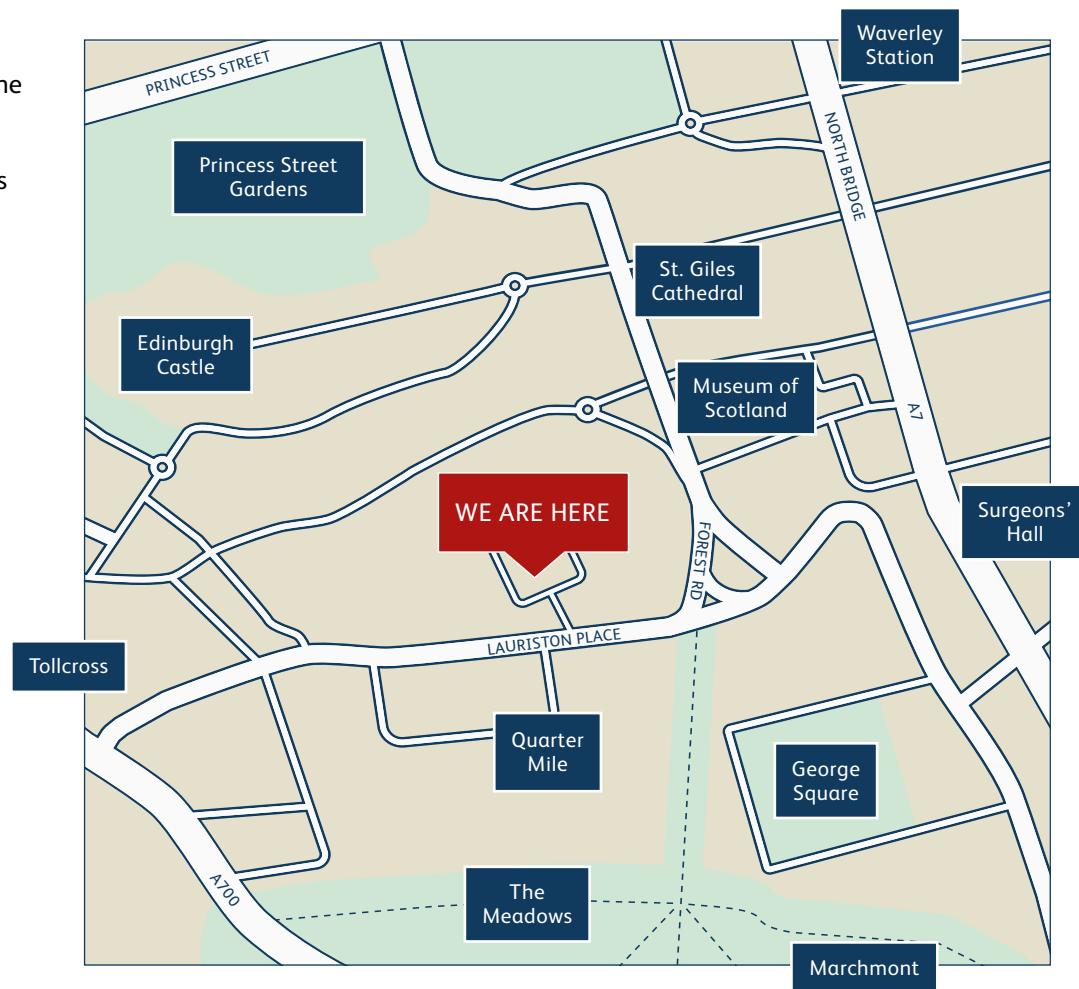 PRINCESS STREET
Waverley
Station
NORTH BRIDGE
Princess Street
Gardens
St. Giles
Cathedral
Edinburgh
Castle
Museum of
Scotland
A7
WE ARE HERE
Surgeons’
Hall
FOREST RD
LAURISTON PLACE
Tollcross
Quarter
Mile
George
Square
A700
The
Meadows
Marchmont